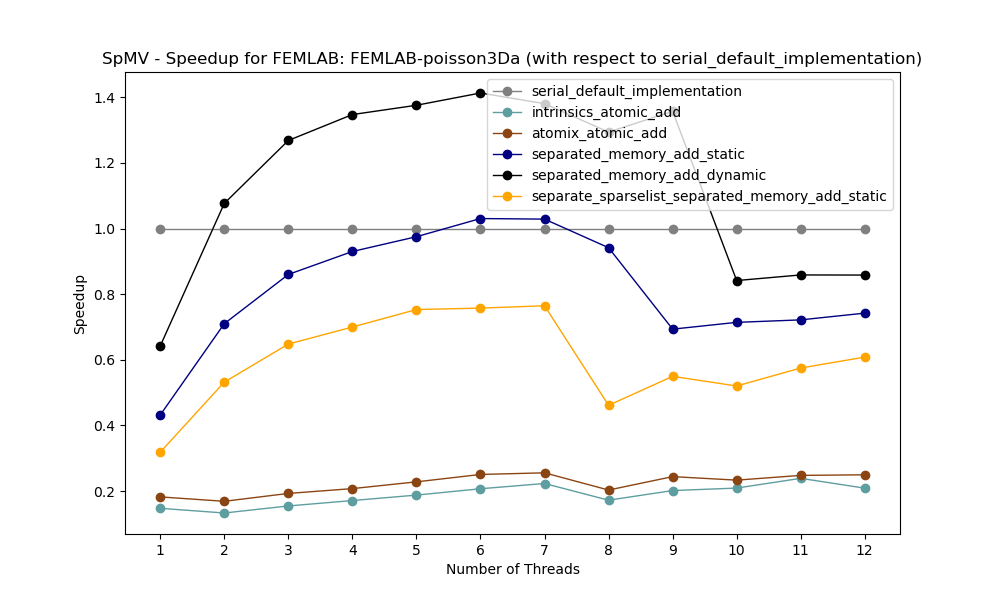 SpMV - Speedup for FEMLAB: FEMLAB-poisson3Da (with respect to serial_default_implementation)
serial_default_implementation
intrinsics_atomic_add
atomix_atomic_add
separated_memory_add_static
separated_memory_add_dynamic
separate_sparselist_separated_memory_add_static
Speedup
1.4
1.2
1.0
0.8
0.6
0.4
0.2
1 2 3 4 5 6 7 8 9 10 11 12
Number of Threads